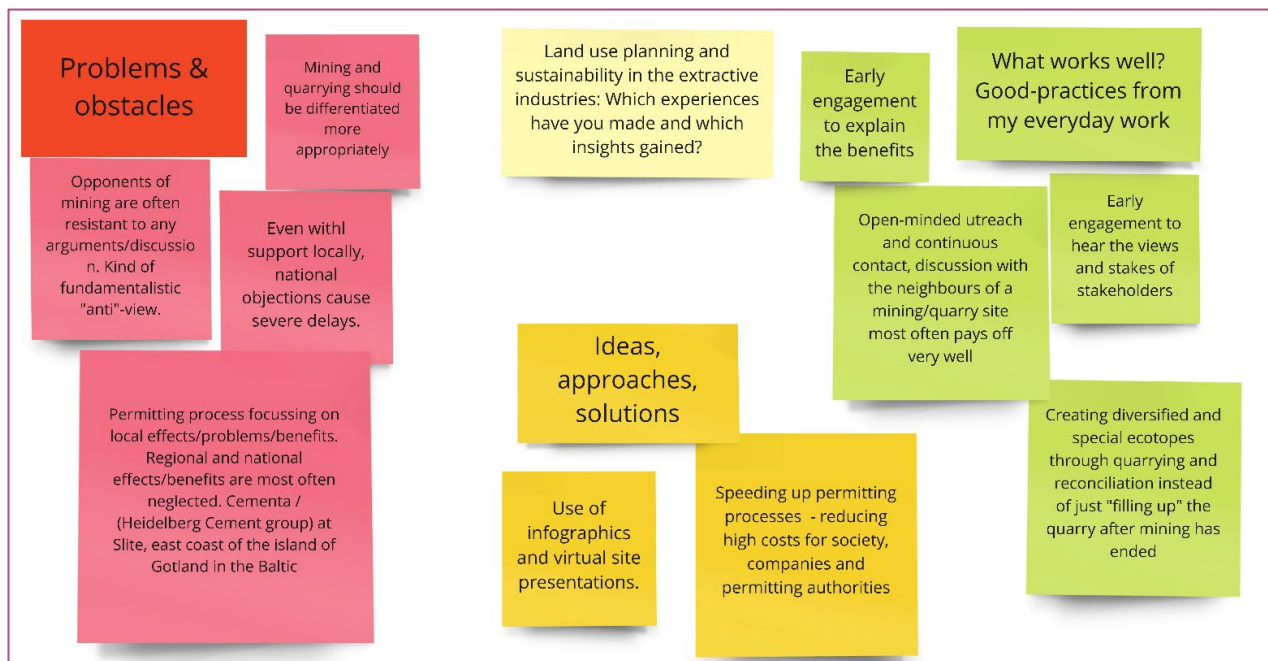 Problems &
obstacles
Mining and
quarrying should
be differentiated
more
appropriately
Opponents of
mining are often
resistant to any
arguments/discussio
n. Kind of
fundamentalistic
"anti"-view.
Even withl
support locally,
national
objections cause
severe delays.
Permitting process focussing on
local effects/problems/benefits.
Regional and national
effects/benefits are most often
neglected. Cementa /
(Heidelberg Cement group) at
Slite, east coast of the island of
Gotland in the Baltic
Land use planning and
sustainability in the extractive
industries: Which experiences
have you made and which
insights gained?
Ideas,
approaches,
solutions
Use of
infographics
and virtual site
presentations.
Speeding up permitting
processes - reducing
high costs for society,
companies and
permitting authorities
Early
engagement
to explain
the benefits
What works well?
Good-practices from
my everyday work
Open-minded utreach
and continuous
contact, discussion with
the neighbours of a
mining/quarry site
most often pays off
very well
Early
engagement to
hear the views
and stakes of
stakeholders
Creating diversified and
special ecotopes
through quarrying and
reconciliation instead
of just "filling up" the
quarry after mining has
ended